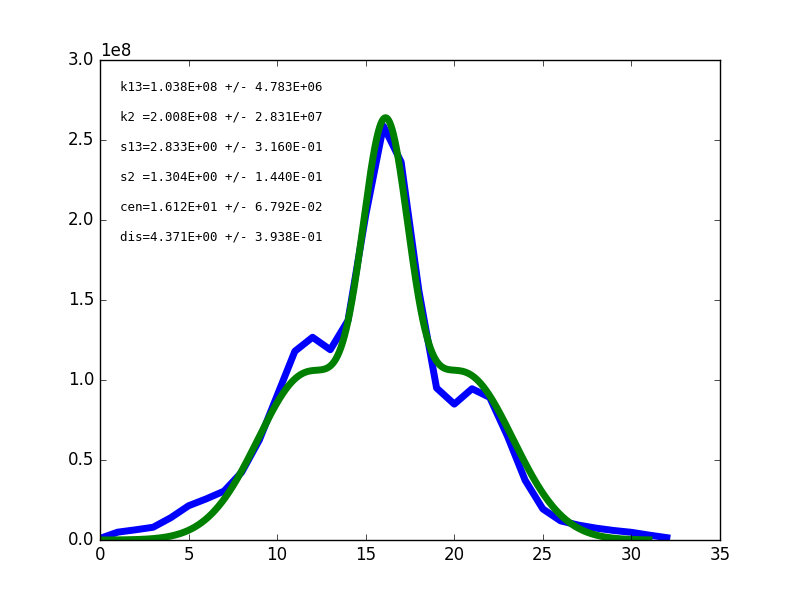 1e8
3.0
k13=1.038E+08 +/- 4.783E+06
k2 =2.008E+08 +/- 2.831E+07
2.5
s13=2.833E+00 +/- 3.160E-01
s2 =1.304E+00 +/- 1.440E-01
cen=1.612E+01 +/- 6.792E-02
2.0
dis=4.371E+00 +/- 3.938E-01
1.5
1.0
0.5
0.0
0 5 10 15 20 25 30 35